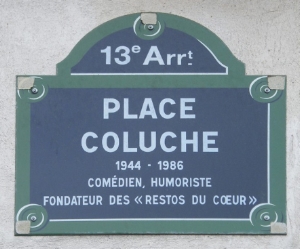 13e Arrt.
PLACE
COLUCHE
1944 - 1986
COMÉDIEN, HUMORISTE
FONDATEUR DES « RESTOS DU CŒUR »